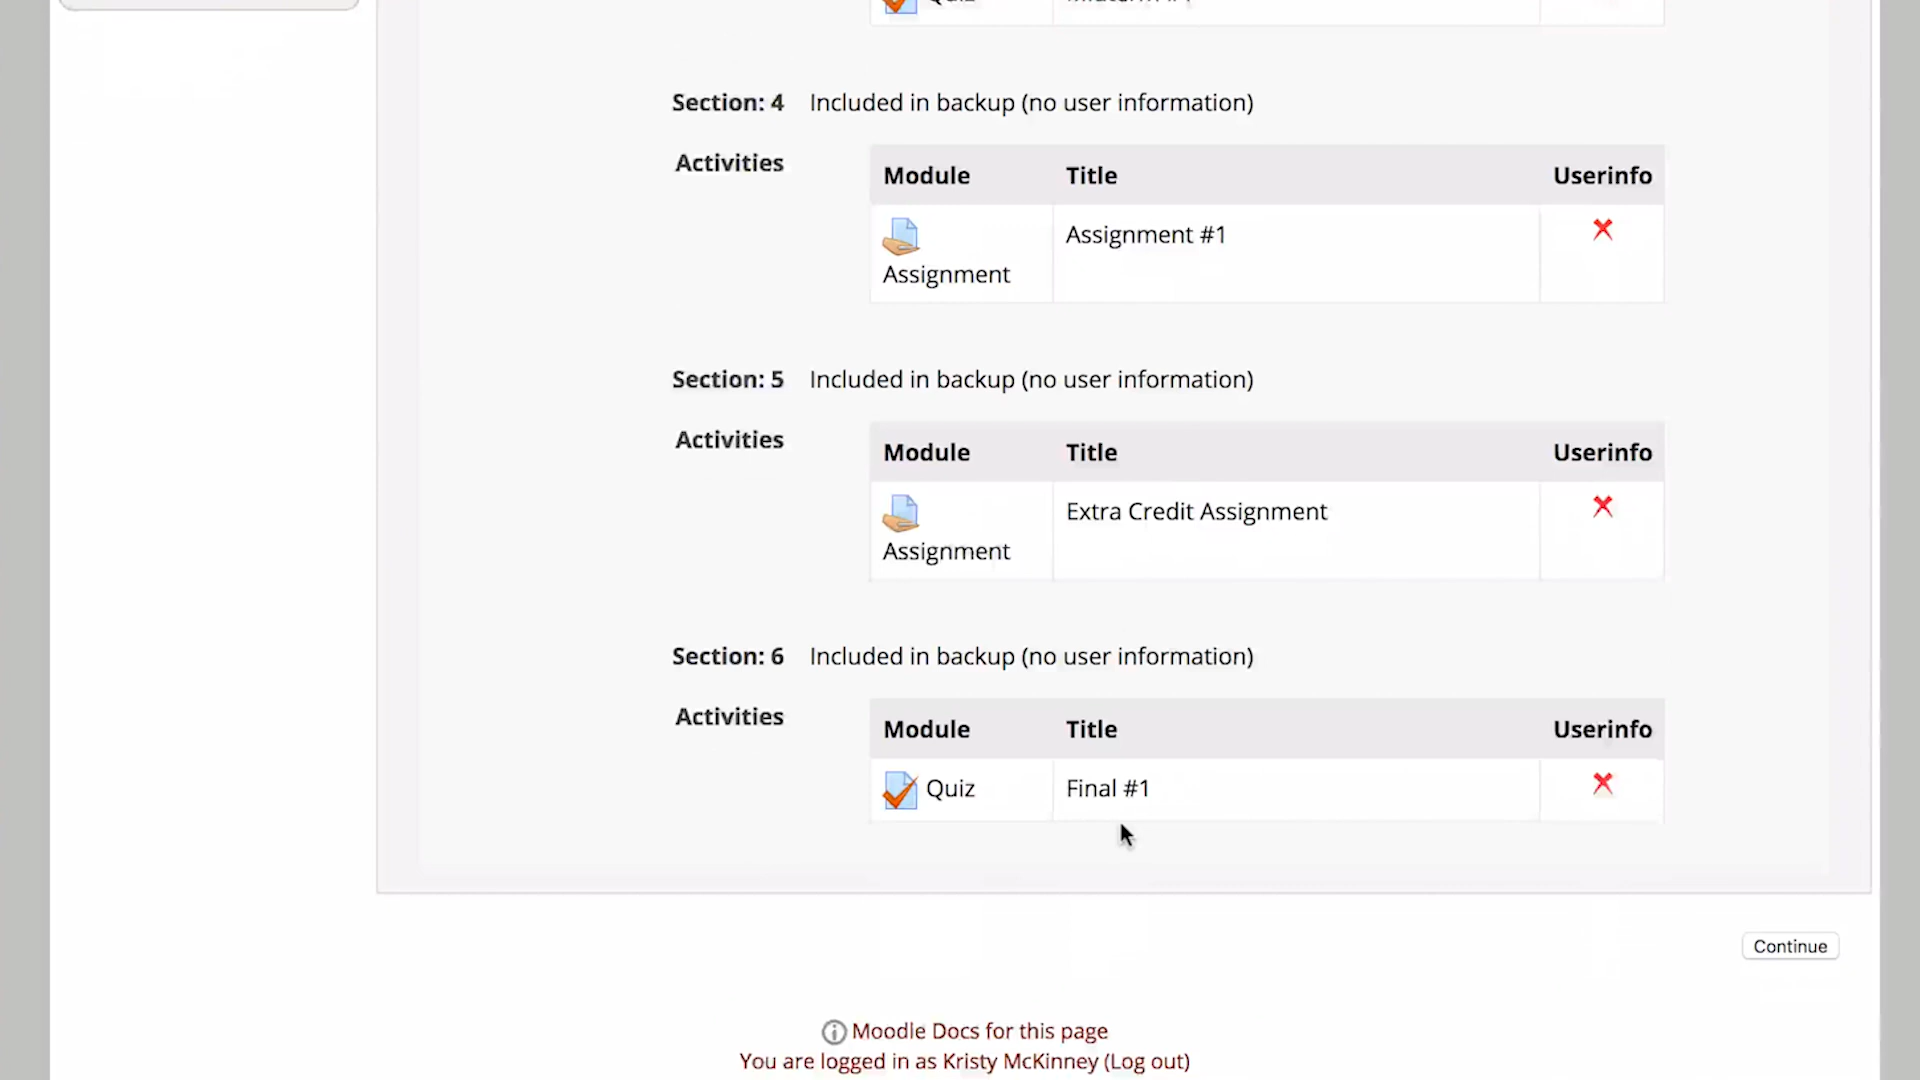 Section: 4 Included in backup (no user information)
Activities
Module Title Userinfo
Assignment #1
Assignment
Section: 5 Included in backup (no user information)
Activities
Module Title Userinfo
Extra Credit Assignment
Assignment
Section: 6 Included in backup (no user information)
Activities
Module Title Userinfo
Quiz Final #1
Continue
Moodle Docs for this page
You are logged in as Kristy McKinney (Log out)